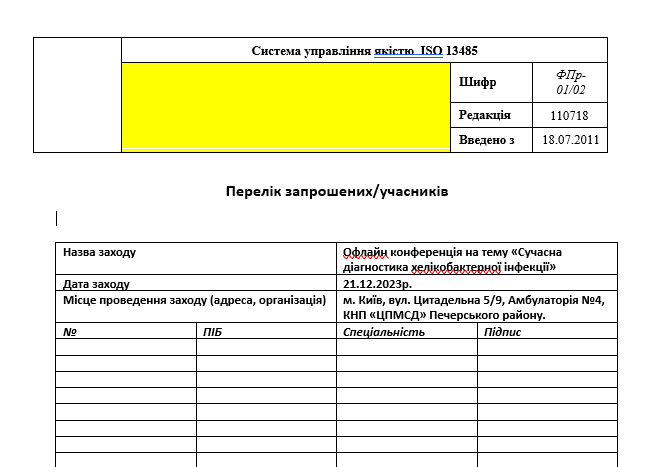 Система управління якістю ISO 13485
Шифр
ФПр-
01/02
Редакція
110718
Введено з
18.07.2011
Перелік запрошених/учасників
Назва заходу
Офлайн конференція на тему «Сучасна
діагностика хелікобактерної інфекції»
Дата заходу
21.12.2023р.
Місце проведення заходу (адреса, організація)
м. Київ, вул. Цитадельна 5/9, Амбулаторія №4,
КНП «ЦПМСД» Печерського району.
№ ПІБ Спеціальність Підпис